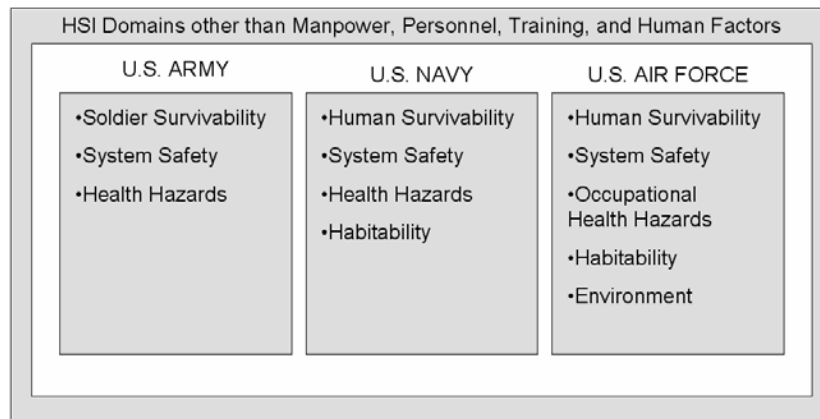 HSI Domains other than Manpower, Personnel, Training, and Human Factors
U.S. ARMY
•Soldier Survivability
•System Safety
•Health Hazards
U.S. NAVY
•Human Survivability
•System Safety
•Health Hazards
•Habitability
U.S. AIR FORCE
•Human Survivability
•System Safety
•Occupational
Health Hazards
•Habitability
•Environment